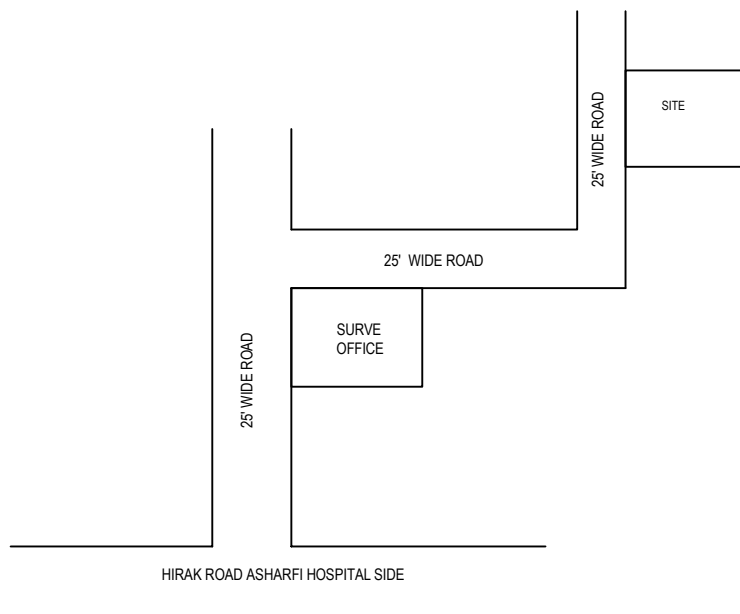 25' WIDE ROAD
SITE
25' WIDE ROAD
SURVE
OFFICE
25' WIDE ROAD
HIRAK ROAD ASHARFI HOSPITAL SIDE